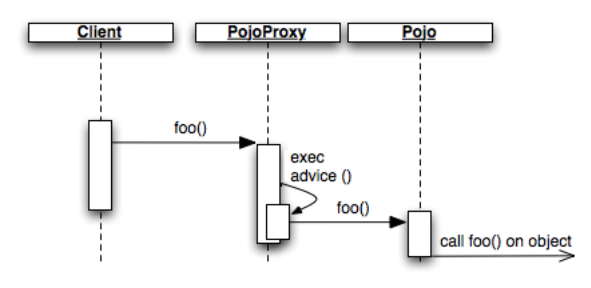 Client
PojoProxy
Pojo
foo()
exec
advice ()
foo()
call foo() on object